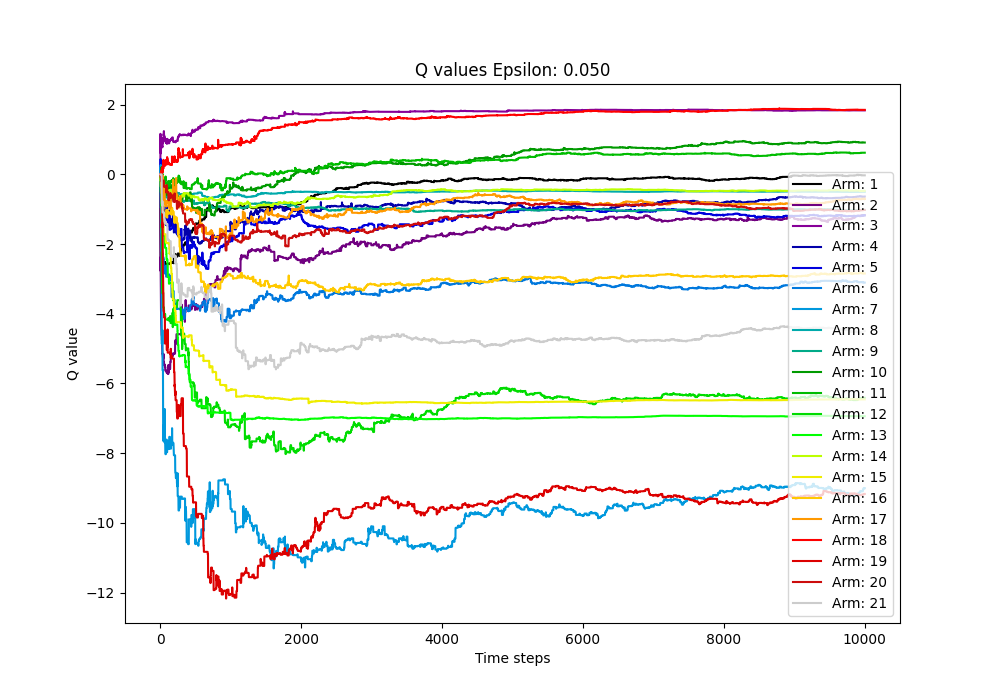 Q values Epsilon: 0.050
Q value
2
0
−2
−4
−6
−8
−10
−12
0
2000
4000
6000
8000
10000
Time steps
Arm: 1
Arm: 2
Arm: 3
Arm: 4
Arm: 5
Arm: 6
Arm: 7
Arm: 8
Arm: 9
Arm: 10
Arm: 11
Arm: 12
Arm: 13
Arm: 14
Arm: 15
Arm: 16
Arm: 17
Arm: 18
Arm: 19
Arm: 20
Arm: 21